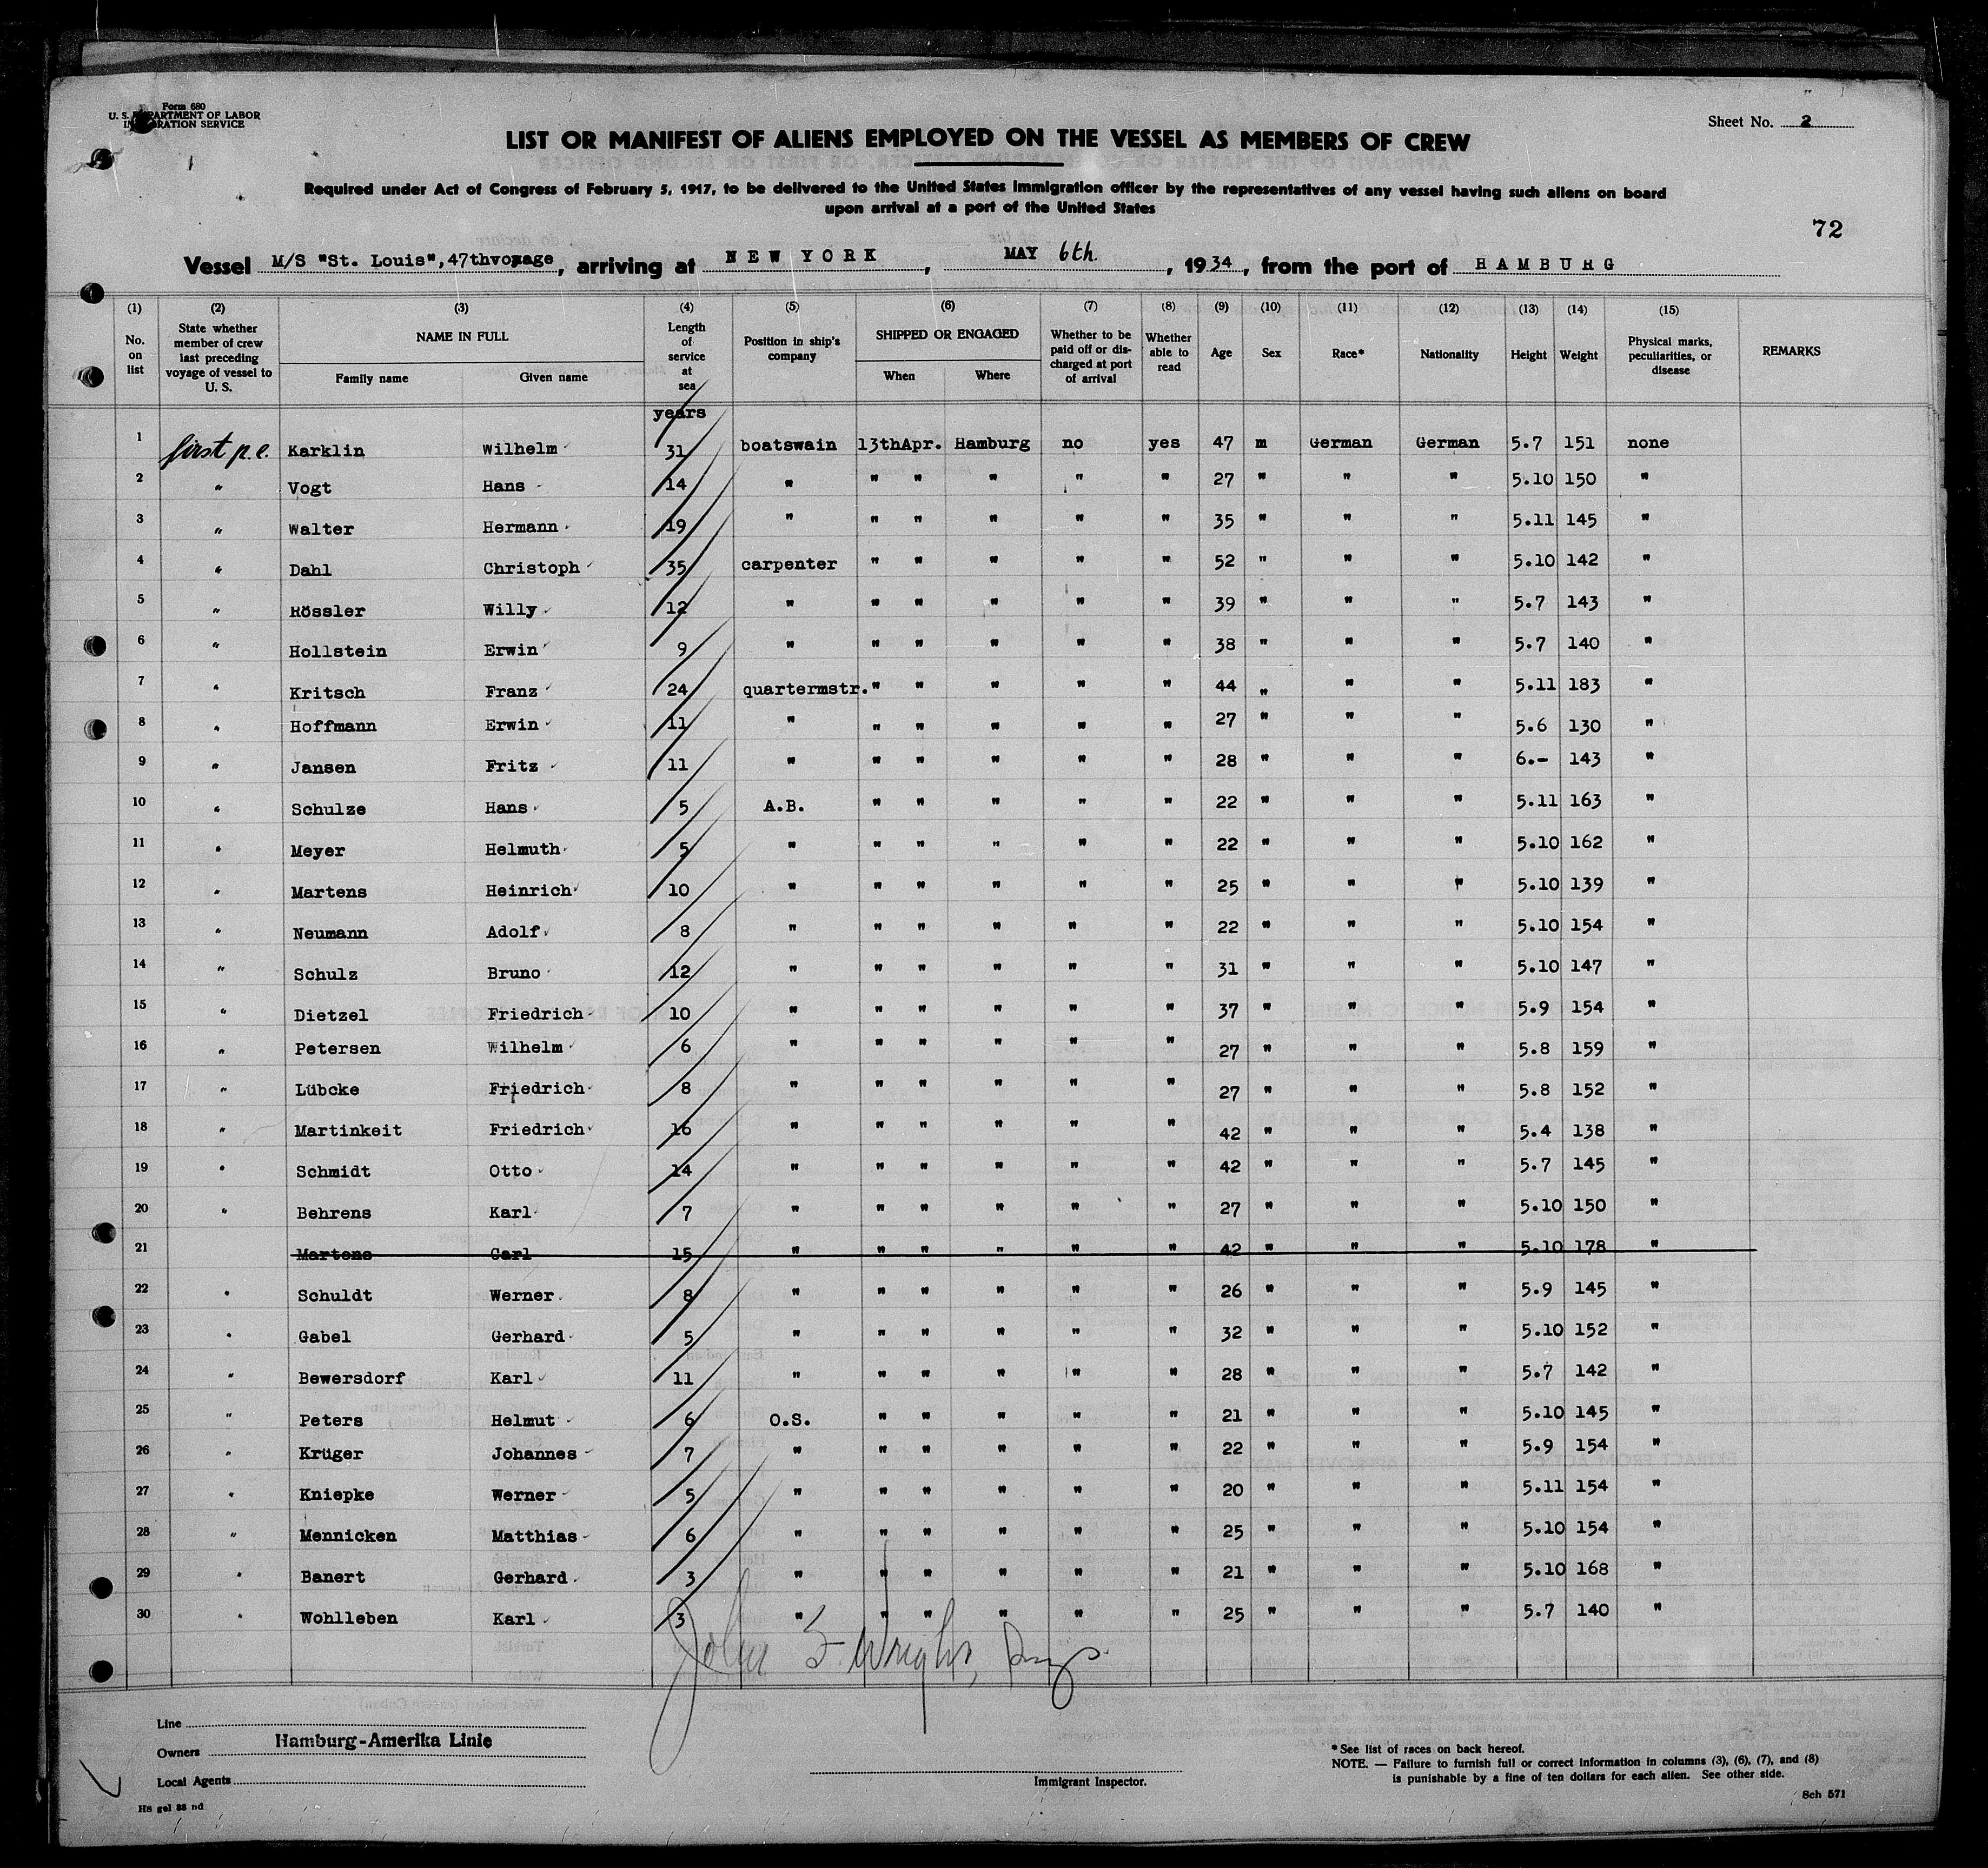 Form 680
U. S. DEPARTMENT OF LABOR
IMMIGRATION SERVICE
Sheet No. 2
LIST OR MANIFEST OF ALIENS EMPLOYED ON THE VESSEL AS MEMBERS OF CREW
Required under Act of Congress of February 5, 1917, to be delivered to the United States immigration officer by the representatives of any vessel having such aliens on board
upon arrival at a port of the United States
72
Vessel M/S "St. Louis", 47th voyage, arriving at NEW YORK, MAY 6th., 1934, from the port of HAMBURG
(1) No. on list (2) State whether member of crew last preceding voyage of vessel to U. S. (3) NAME IN FULL Family name Given name (4) Length of service at sea (5) Position in ship's company (6) SHIPPED OR ENGAGED When Where (7) Whether to be paid off or discharged at port of arrival (8) Whether able to read (9) Age (10) Sex (11) Race* (12) Nationality (13) Height (14) Weight (15) Physical marks, peculiarities, or disease REMARKS
years
1 first p.c. Karklin Wilhelm 31 boatswain 13thApr. Hamburg no yes 47 m German German 5.7 151 none
2 " Vogt Hans 14 " " " " " " 27 " " " 5.10 150 "
3 " Walter Hermann 19 " " " " " " 35 " " " 5.11 145 "
4 " Dahl Christoph 35 carpenter " " " " " 52 " " " 5.10 142 "
5 " Rössler Willy 12 " " " " " " 39 " " " 5.7 143 "
6 " Hollstein Erwin 9 " " " " " " 38 " " " 5.7 140 "
7 " Kritsch Franz 24 quartermstr. " " " " " 44 " " " 5.11 183 "
8 " Hoffmann Erwin 11 " " " " " " 27 " " " 5.6 130 "
9 " Jansen Fritz 11 " " " " " " 28 " " " 6.- 143 "
10 " Schulze Hans 5 A.B. " " " " " 22 " " " 5.11 163 "
11 " Meyer Helmuth 5 " " " " " " 22 " " " 5.10 162 "
12 " Martens Heinrich 10 " " " " " " 25 " " " 5.10 139 "
13 " Neumann Adolf 8 " " " " " " 22 " " " 5.10 154 "
14 " Schulz Bruno 12 " " " " " " 31 " " " 5.10 147 "
15 " Dietzel Friedrich 10 " " " " " " 37 " " " 5.9 154 "
16 " Petersen Wilhelm 6 " " " " " " 27 " " " 5.8 159 "
17 " Lübcke Friedrich 8 " " " " " " 27 " " " 5.8 152 "
18 " Martinkeit Friedrich 16 " " " " " " 42 " " " 5.4 138 "
19 " Schmidt Otto 14 " " " " " " 42 " " " 5.7 145 "
20 " Behrens Karl 7 " " " " " " 27 " " " 5.10 150 "
21 Martens Carl 15 " " " " " " 42 " " " 5.10 178 "
22 " Schuldt Werner 8 " " " " " " 26 " " " 5.9 145 "
23 " Gabel Gerhard 5 " " " " " " 32 " " " 5.10 152 "
24 " Bewersdorf Karl 11 " " " " " " 28 " " " 5.7 142 "
25 " Peters Helmut 6 O.S. " " " " " 21 " " " 5.10 145 "
26 " Krüger Johannes 7 " " " " " " 22 " " " 5.9 154 "
27 " Kniepke Werner 5 " " " " " " 20 " " " 5.11 154 "
28 " Mennicken Matthias 6 " " " " " " 25 " " " 5.10 154 "
29 " Banert Gerhard 3 " " " " " " 21 " " " 5.10 168 "
30 " Wohlleben Karl 3 " " " " " " 25 " " " 5.7 140 "
John Wright,
Line
Owners Hamburg-Amerika Linie
Local Agents
Immigrant Inspector.
*See list of races on back hereof.
NOTE. — Failure to furnish full or correct information in columns (3), (6), (7), and (8)
is punishable by a fine of ten dollars for each alien. See other side.
HS gel 88 nd
Sch 571